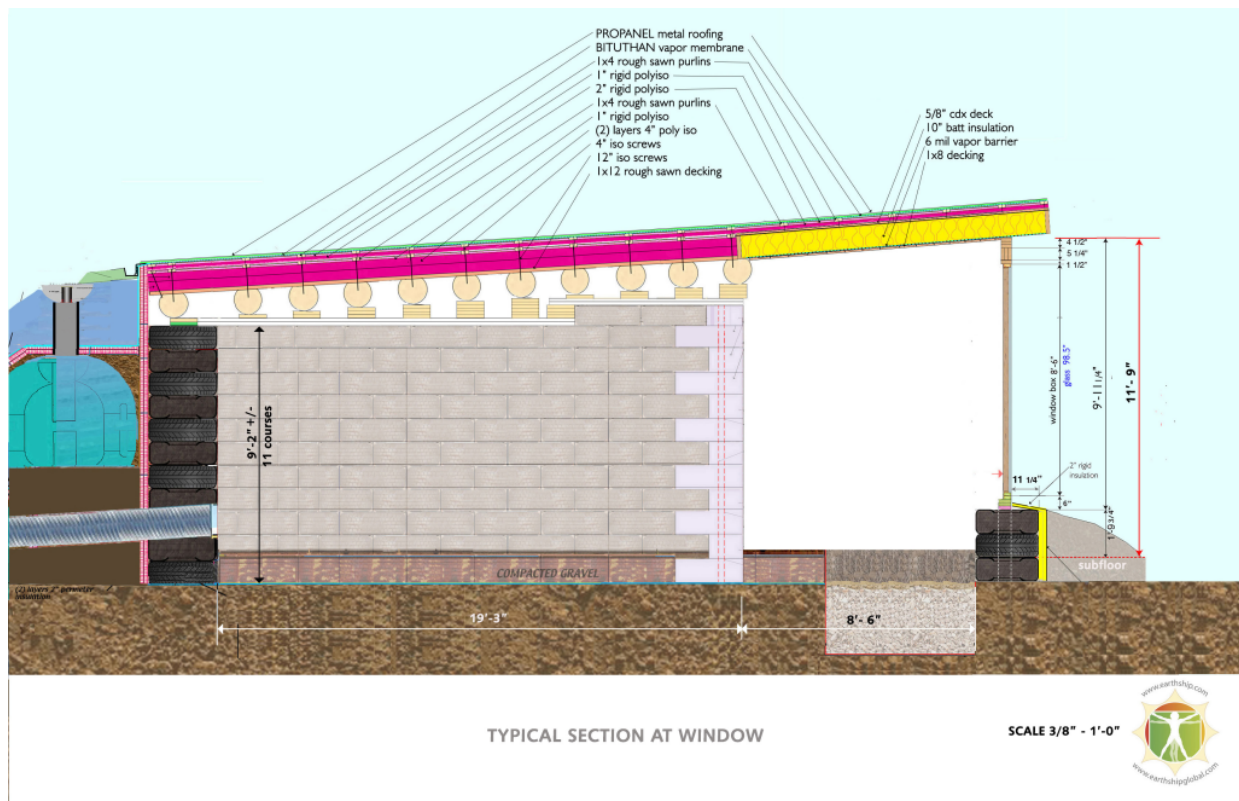 PROPANEL metal roofing
BITUTHAN vapor membrane
1x4 rough sawn purlins
1" rigid polyiso
2" rigid polyiso
1x4 rough sawn purlins
1" rigid polyiso
(2) layers 4" poly iso
4" iso screws
12" iso screws
1x12 rough sawn decking
5/8" cdx deck
10" batt insulation
6 mil vapor barrier
1x8 decking
4 1/2"
5 1/4"
1 1/2"
window box 8'-6"
glass 98.5"
9'-11 1/4"
11'- 9"
9'-2" +/-
11 courses
2" rigid
insulation
11 1/4"
6"
1'-9 3/4"
subfloor
COMPACTED GRAVEL
(2) layers 2" perimeter
insulation
19'-3"
8'- 6"
TYPICAL SECTION AT WINDOW
SCALE 3/8" - 1'-0"
www.earthship.com
www.earthshipglobal.com